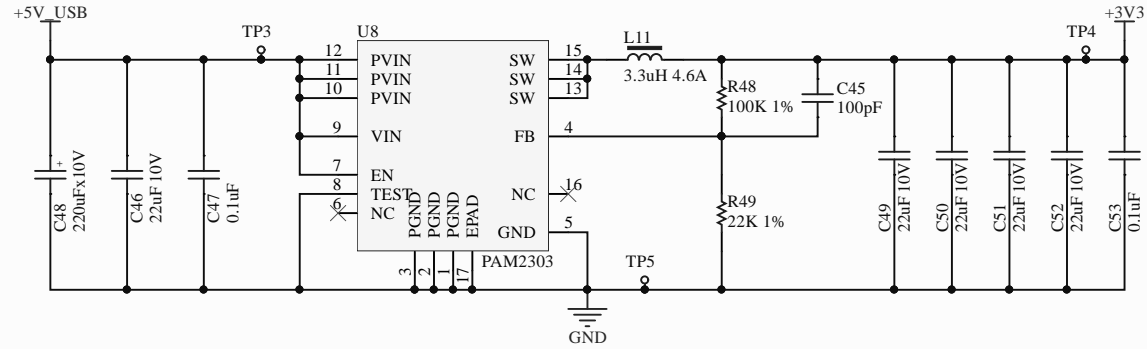 +5V_USB
+3V3
TP3
U8
L11
TP4
12
PVIN
SW
15
11
PVIN
SW
14
10
PVIN
SW
13
3.3uH 4.6A
R48
100K 1%
C45
100pF
9
VIN
FB
4
7
EN
8
TEST
NC
16
6
NC
R49
22K 1%
C48
220uFx10V
+
C46
22uF 10V
C47
0.1uF
PGND
PGND
PGND
EPAD
GND
5
3
2
1
17
PAM2303
TP5
GND
C49
22uF 10V
C50
22uF 10V
C51
22uF 10V
C52
22uF 10V
C53
0.1uF